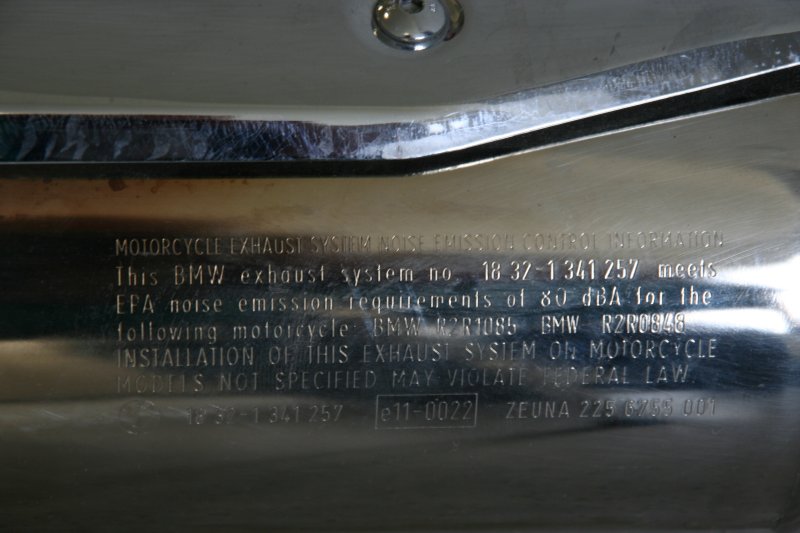 MOTORCYCLE EXHAUST SYSTEM NOISE EMISSION CONTROL INFORMATION
This BMW exhaust system no. 18 32-1 341 257 meets
EPA noise emission requirements of 80 dBA for the
following motorcycle: BMW R2R1085 BMW R2R0848
INSTALLATION OF THIS EXHAUST SYSTEM ON MOTORCYCLE
MODELS NOT SPECIFIED MAY VIOLATE FEDERAL LAW
18 32-1 341 257 e11-0022 ZEUNA 225 6755 001